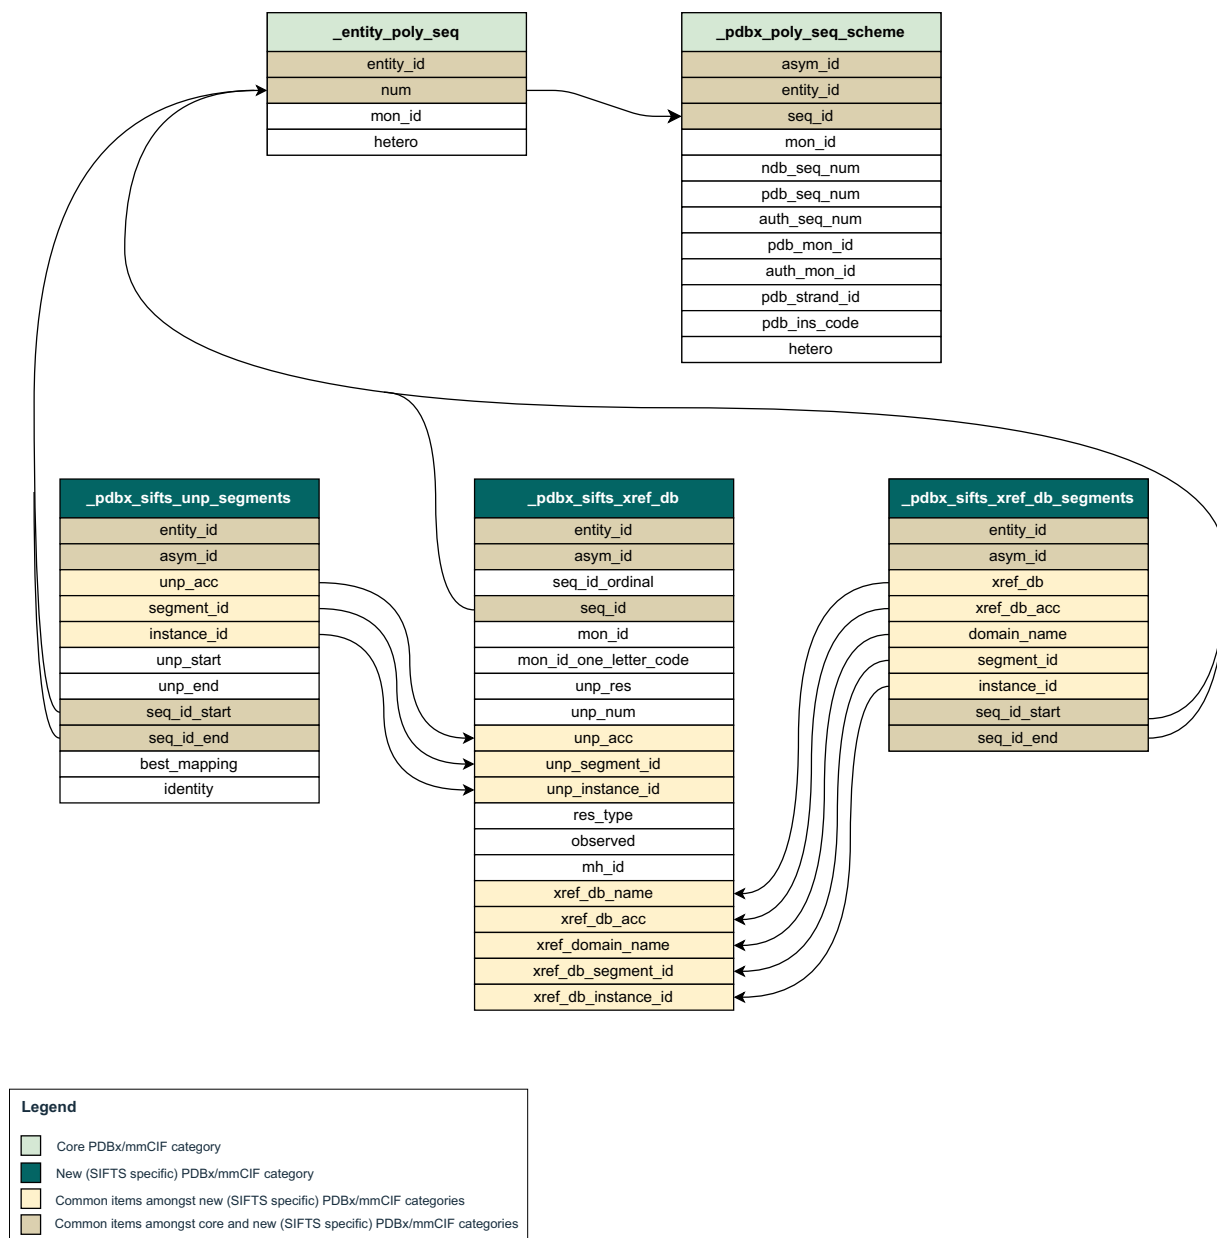 _entity_poly_seq
entity_id
num
mon_id
hetero
_pdbx_poly_seq_scheme
asym_id
entity_id
seq_id
mon_id
ndb_seq_num
pdb_seq_num
auth_seq_num
pdb_mon_id
auth_mon_id
pdb_strand_id
pdb_ins_code
hetero
_pdbx_sifts_unp_segments
entity_id
asym_id
unp_acc
segment_id
instance_id
unp_start
unp_end
seq_id_start
seq_id_end
best_mapping
identity
_pdbx_sifts_xref_db
entity_id
asym_id
seq_id_ordinal
seq_id
mon_id
mon_id_one_letter_code
unp_res
unp_num
unp_acc
unp_segment_id
unp_instance_id
res_type
observed
mh_id
xref_db_name
xref_db_acc
xref_domain_name
xref_db_segment_id
xref_db_instance_id
_pdbx_sifts_xref_db_segments
entity_id
asym_id
xref_db
xref_db_acc
domain_name
segment_id
instance_id
seq_id_start
seq_id_end
Legend
Core PDBx/mmCIF category
New (SIFTS specific) PDBx/mmCIF category
Common items amongst new (SIFTS specific) PDBx/mmCIF categories
Common items amongst core and new (SIFTS specific) PDBx/mmCIF categories